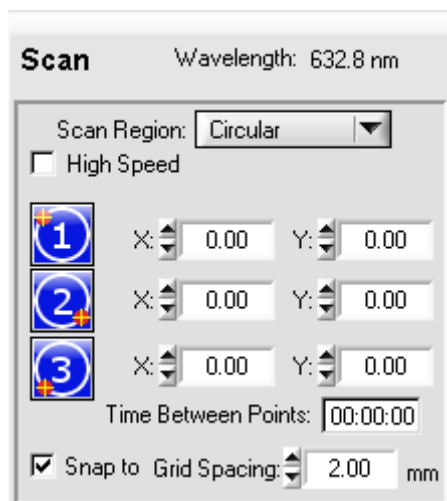 Scan Wavelength: 632.8 nm
Scan Region: Circular
High Speed
1 X: 0.00 Y: 0.00
2 X: 0.00 Y: 0.00
3 X: 0.00 Y: 0.00
Time Between Points: 00:00:00
Snap to Grid Spacing: 2.00 mm